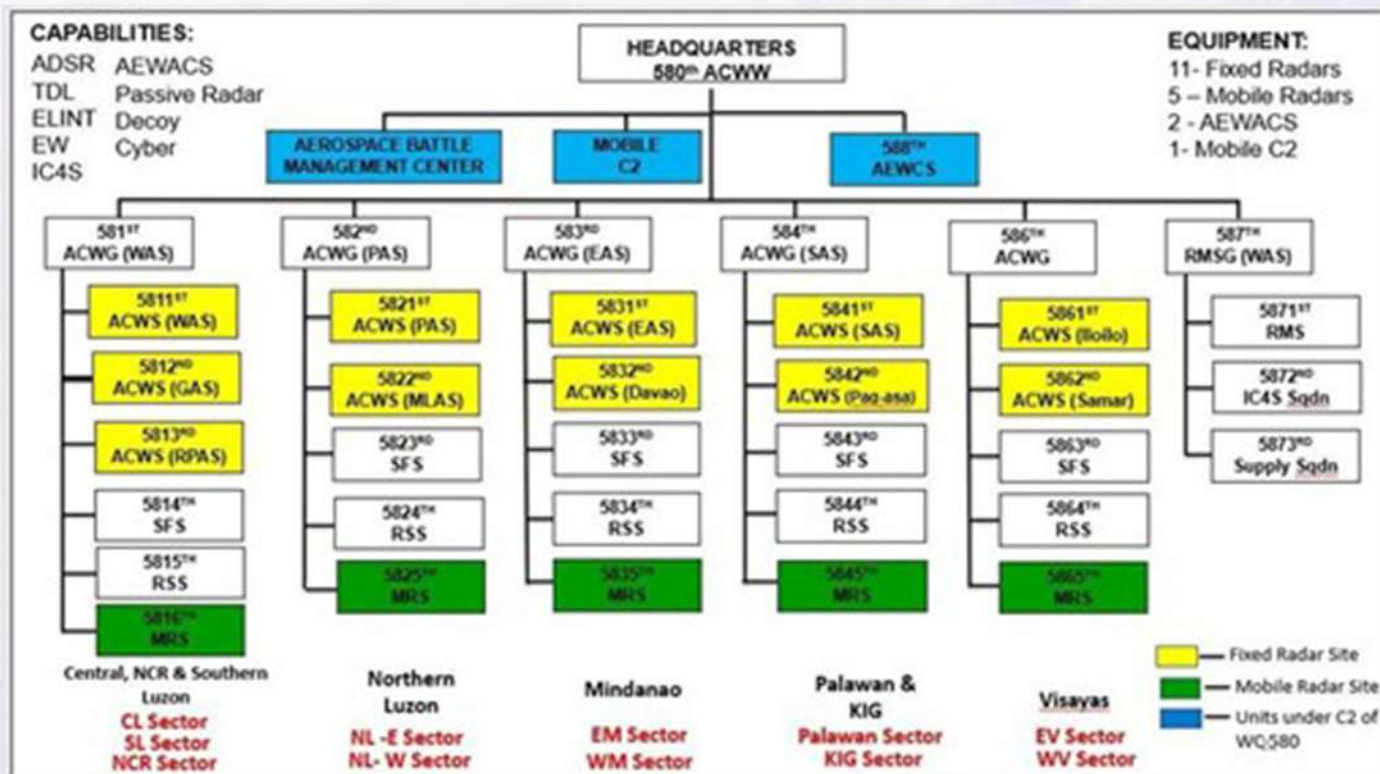 CAPABILITIES:
ADSR AEWACS
TDL Passive Radar
ELINT Decoy
EW Cyber
IC4S
HEADQUARTERS
580th ACWW
EQUIPMENT:
11- Fixed Radars
5 – Mobile Radars
2 - AEWACS
1- Mobile C2
AEROSPACE BATTLE
MANAGEMENT CENTER
MOBILE
C2
588TH
AEWCS
581ST
ACWG (WAS)
5811ST
ACWS (WAS)
5812ND
ACWS (GAS)
5813RD
ACWS (RPAS)
5814TH
SFS
5815TH
RSS
5816TH
MRS
Central, NCR & Southern
Luzon
CL Sector
SL Sector
NCR Sector
582ND
ACWG (PAS)
5821ST
ACWS (PAS)
5822ND
ACWS (MLAS)
5823RD
SFS
5824TH
RSS
5825TH
MRS
Northern
Luzon
NL -E Sector
NL- W Sector
583RD
ACWG (EAS)
5831ST
ACWS (EAS)
5832ND
ACWS (Davao)
5833RD
SFS
5834TH
RSS
5835TH
MRS
Mindanao
EM Sector
WM Sector
584TH
ACWG (SAS)
5841ST
ACWS (SAS)
5842ND
ACWS (Pag-asa)
5843RD
SFS
5844TH
RSS
5845TH
MRS
Palawan &
KIG
Palawan Sector
KIG Sector
586TH
ACWG
5861ST
ACWS (Iloilo)
5862ND
ACWS (Samar)
5863RD
SFS
5864TH
RSS
5865TH
MRS
Visayas
EV Sector
WV Sector
587TH
RMSG (WAS)
5871ST
RMS
5872ND
IC4S Sqdn
5873RD
Supply Sqdn
Fixed Radar Site
Mobile Radar Site
Units under C2 of
WQ580